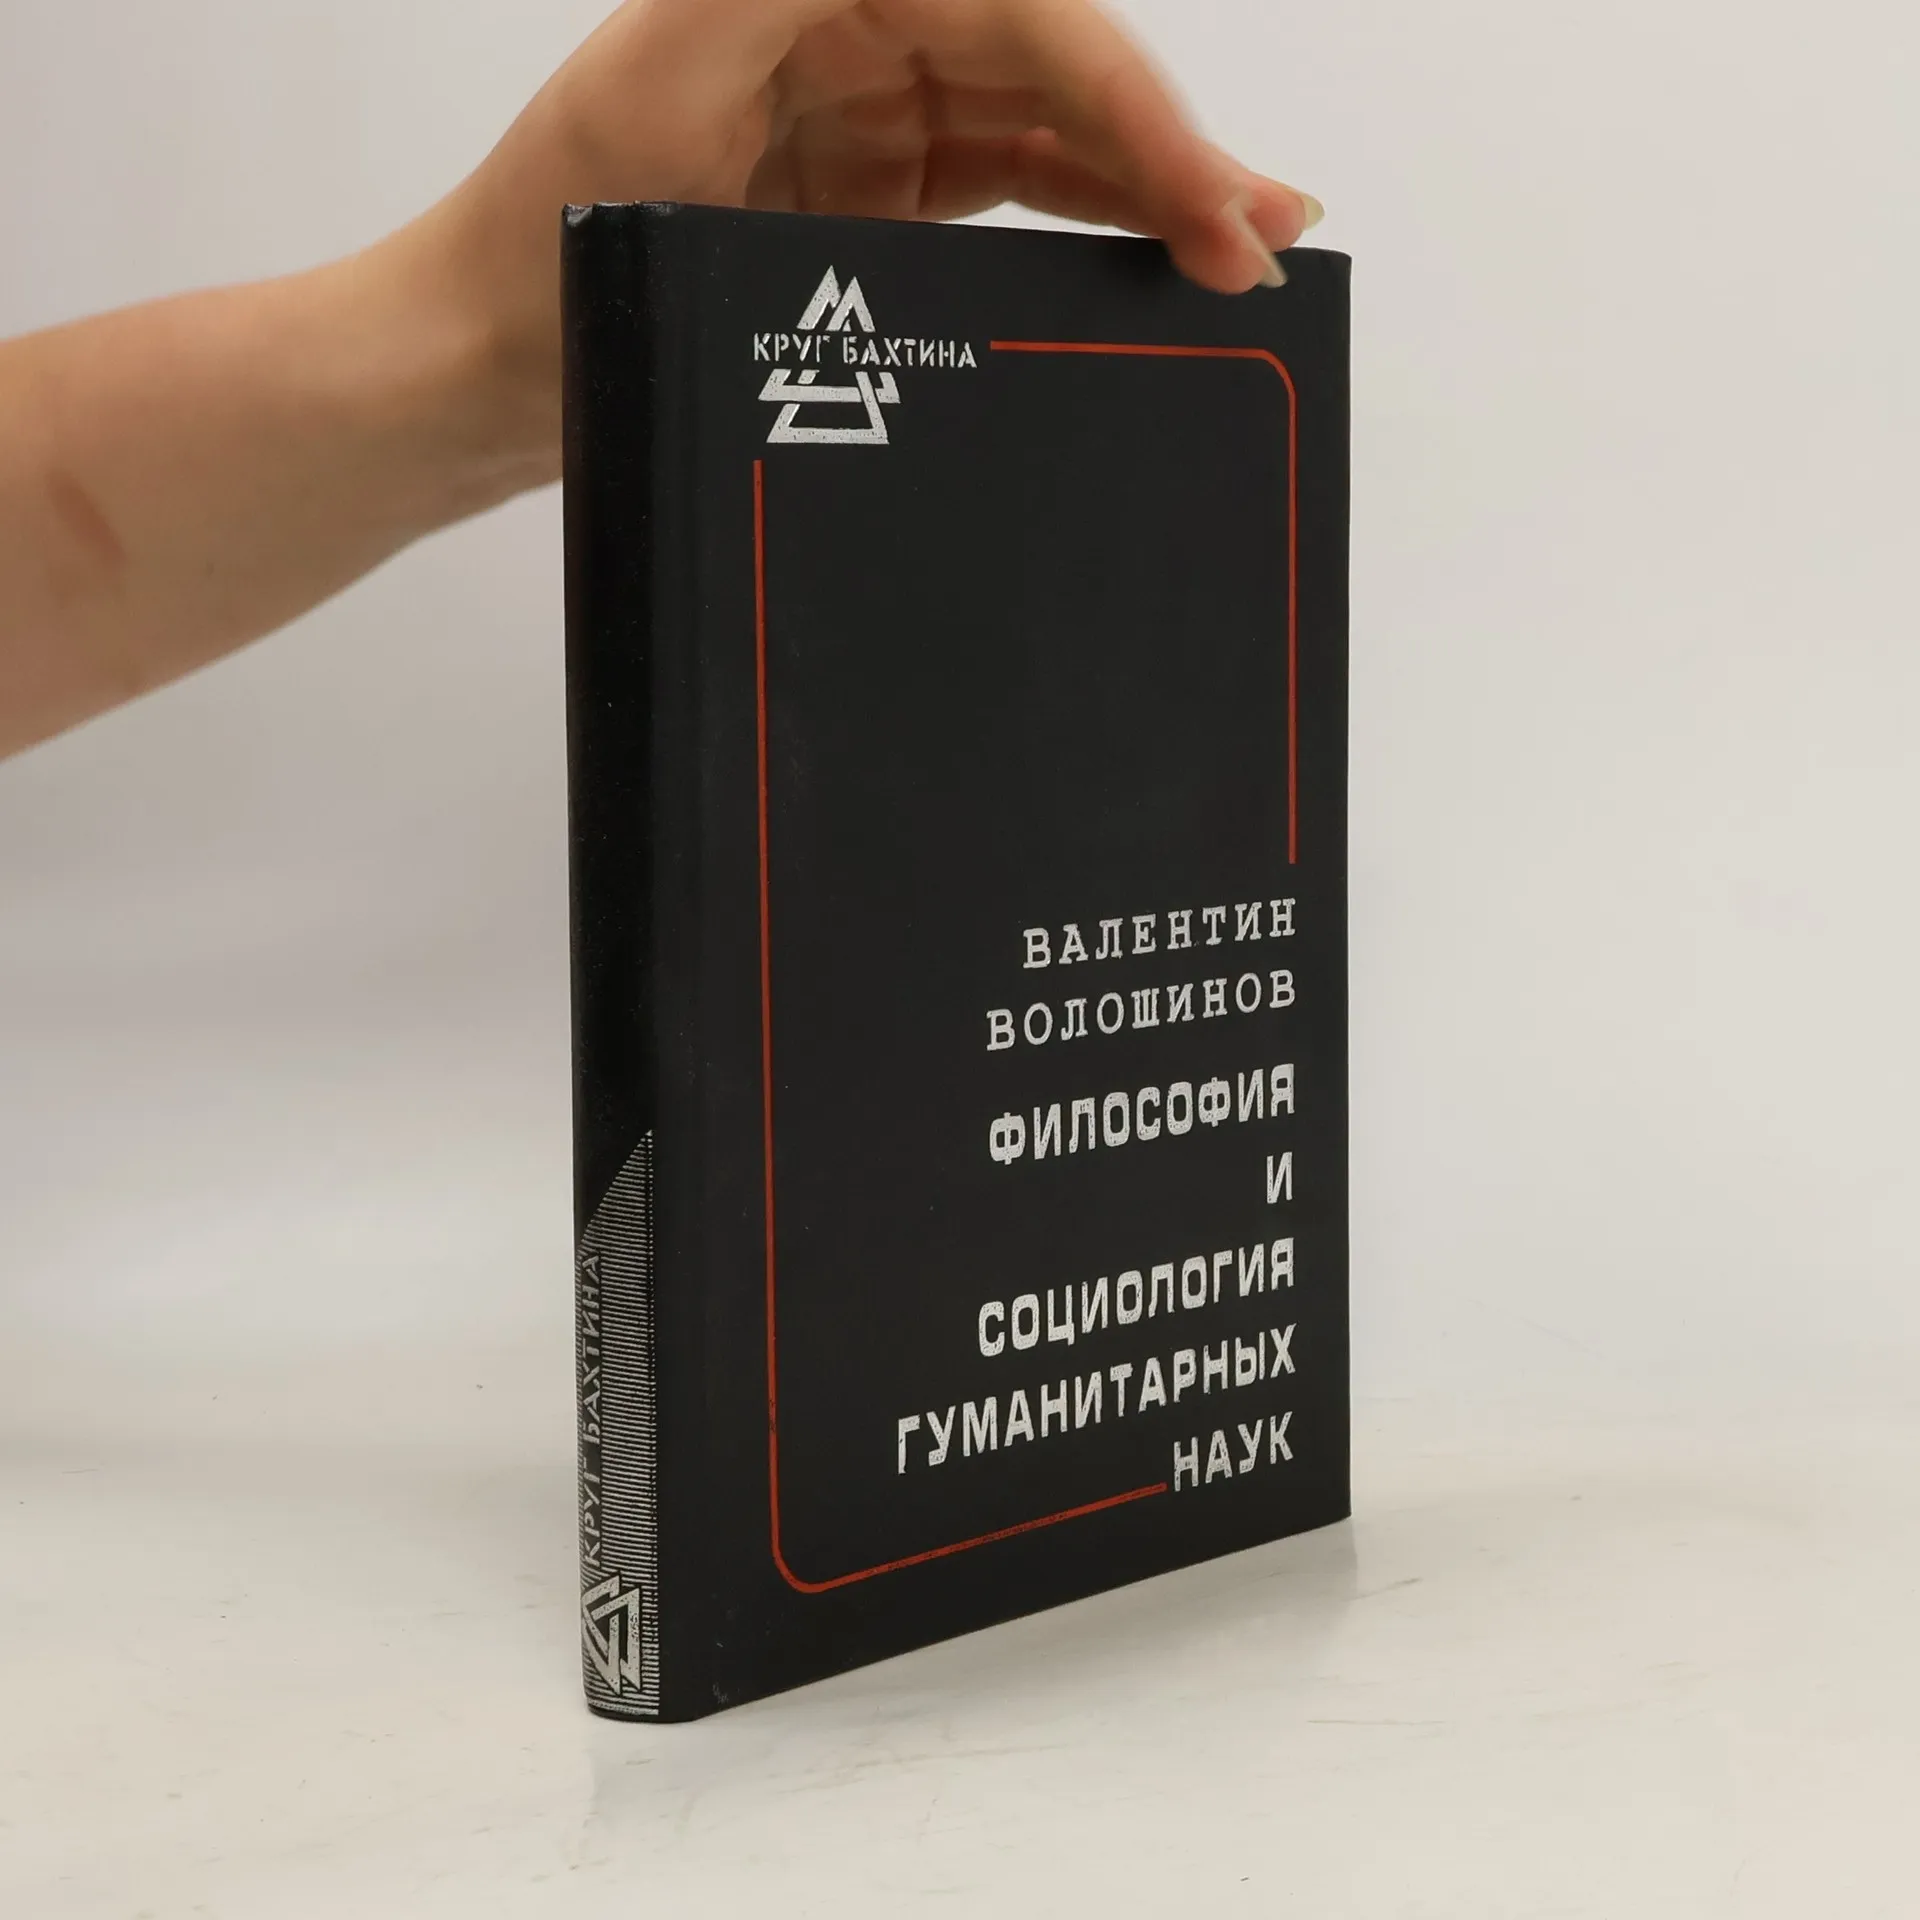 КРУГ БАХТИНА
ВАЛЕНТИН
ВОЛОШИНОВ
ФИЛОСОФИЯ
И
СОЦИОЛОГИЯ
ГУМАНИТАРНЫХ
НАУК
КРУГ БАХТИНА